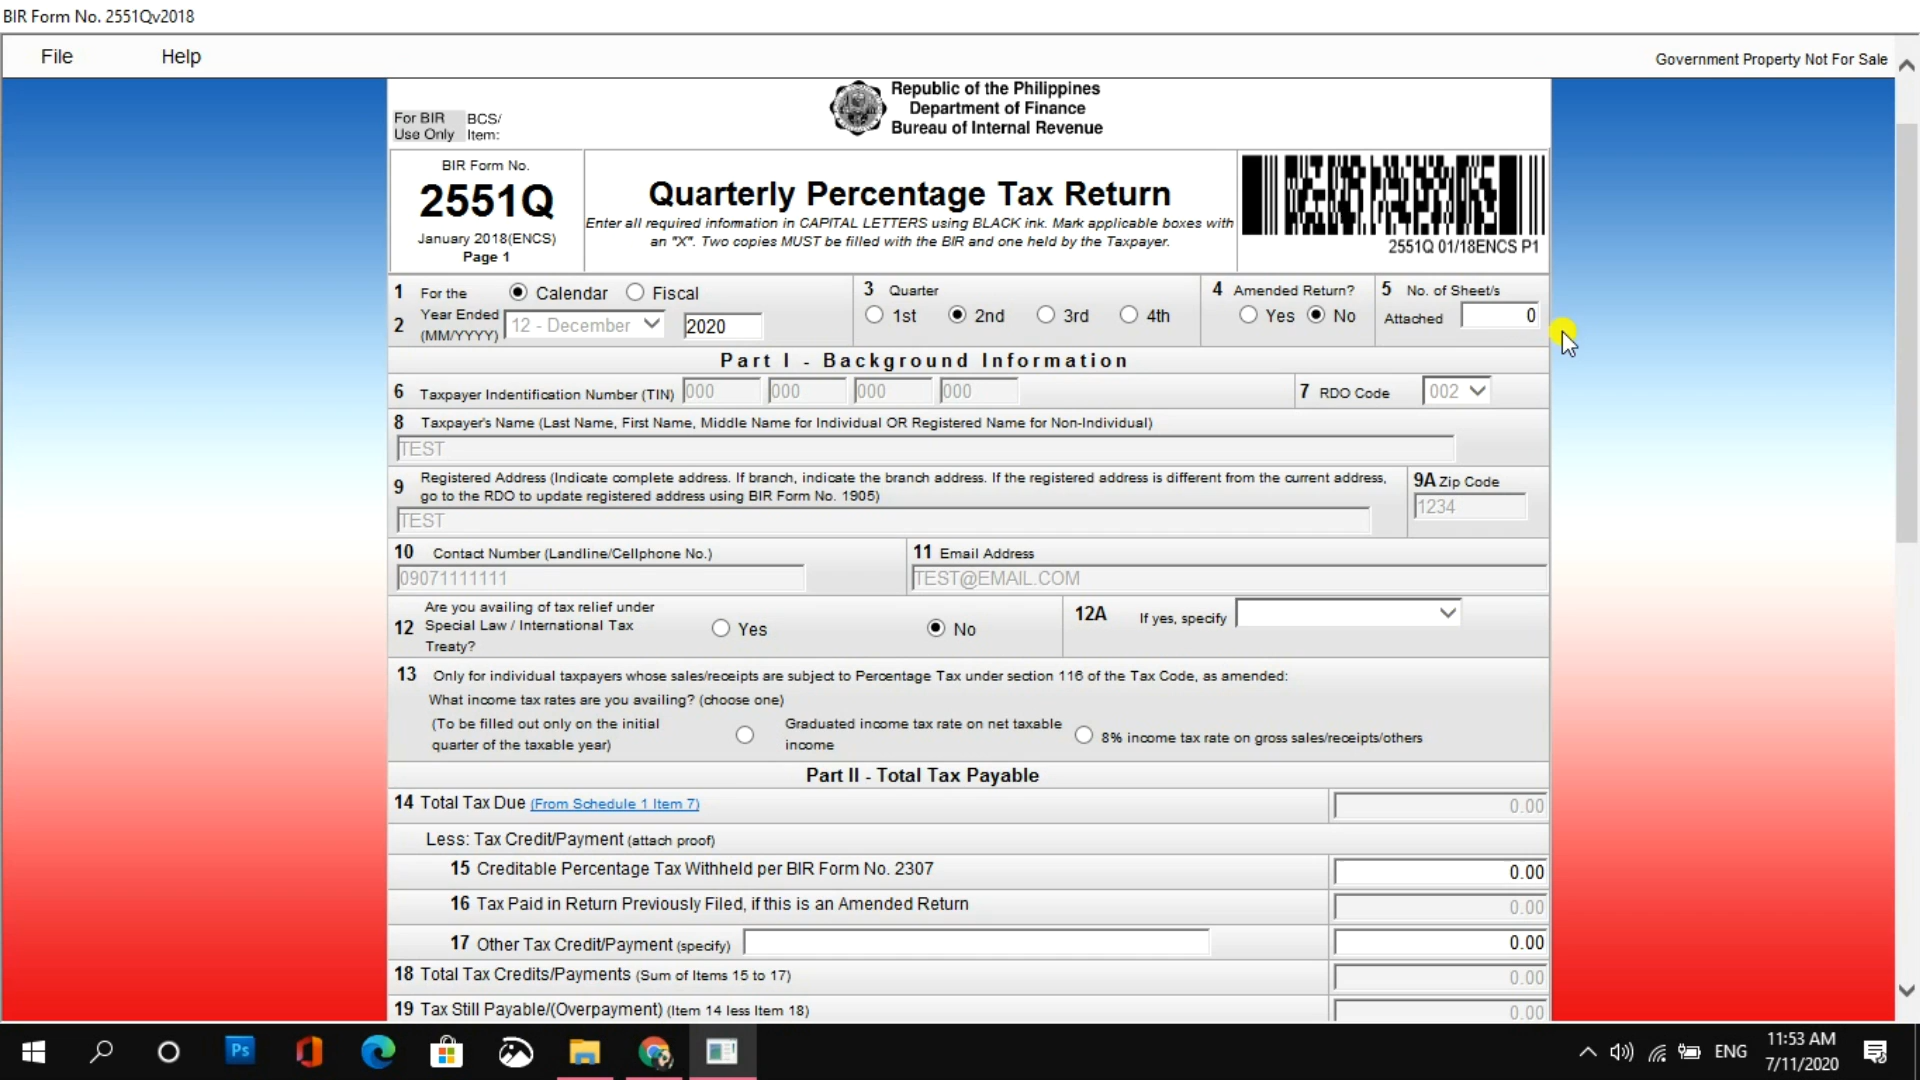 BIR Form No. 2551Qv2018
File Help Government Property Not For Sale
Republic of the Philippines
Department of Finance
Bureau of Internal Revenue
For BIR BCS/
Use Only Item:
BIR Form No.
2551Q
January 2018(ENCS)
Page 1
Quarterly Percentage Tax Return
Enter all required information in CAPITAL LETTERS using BLACK ink. Mark applicable boxes with
an "X". Two copies MUST be filled with the BIR and one held by the Taxpayer.
2551Q 01/18ENCS P1
1 For the Calendar Fiscal
2 Year Ended (MM/YYYY) 12 - December 2020
3 Quarter
1st 2nd 3rd 4th
4 Amended Return?
Yes No
5 No. of Sheet/s
Attached 0
Part I - Background Information
6 Taxpayer Indentification Number (TIN) 000 000 000 000 7 RDO Code 002
8 Taxpayer's Name (Last Name, First Name, Middle Name for Individual OR Registered Name for Non-Individual)
TEST
9 Registered Address (Indicate complete address. If branch, indicate the branch address. If the registered address is different from the current address,
go to the RDO to update registered address using BIR Form No. 1905)
TEST
9A Zip Code
1234
10 Contact Number (Landline/Cellphone No.)
09071111111
11 Email Address
TEST@EMAIL.COM
12 Are you availing of tax relief under
Special Law / International Tax
Treaty?
Yes No
12A If yes, specify
13 Only for individual taxpayers whose sales/receipts are subject to Percentage Tax under section 116 of the Tax Code, as amended:
What income tax rates are you availing? (choose one)
(To be filled out only on the initial
quarter of the taxable year)
Graduated income tax rate on net taxable
income
8% income tax rate on gross sales/receipts/others
Part II - Total Tax Payable
14 Total Tax Due (From Schedule 1 Item 7) 0.00
Less: Tax Credit/Payment (attach proof)
15 Creditable Percentage Tax Withheld per BIR Form No. 2307 0.00
16 Tax Paid in Return Previously Filed, if this is an Amended Return 0.00
17 Other Tax Credit/Payment (specify) 0.00
18 Total Tax Credits/Payments (Sum of Items 15 to 17) 0.00
19 Tax Still Payable/(Overpayment) (Item 14 less Item 18) 0.00
Ps
ENG
11:53 AM
7/11/2020